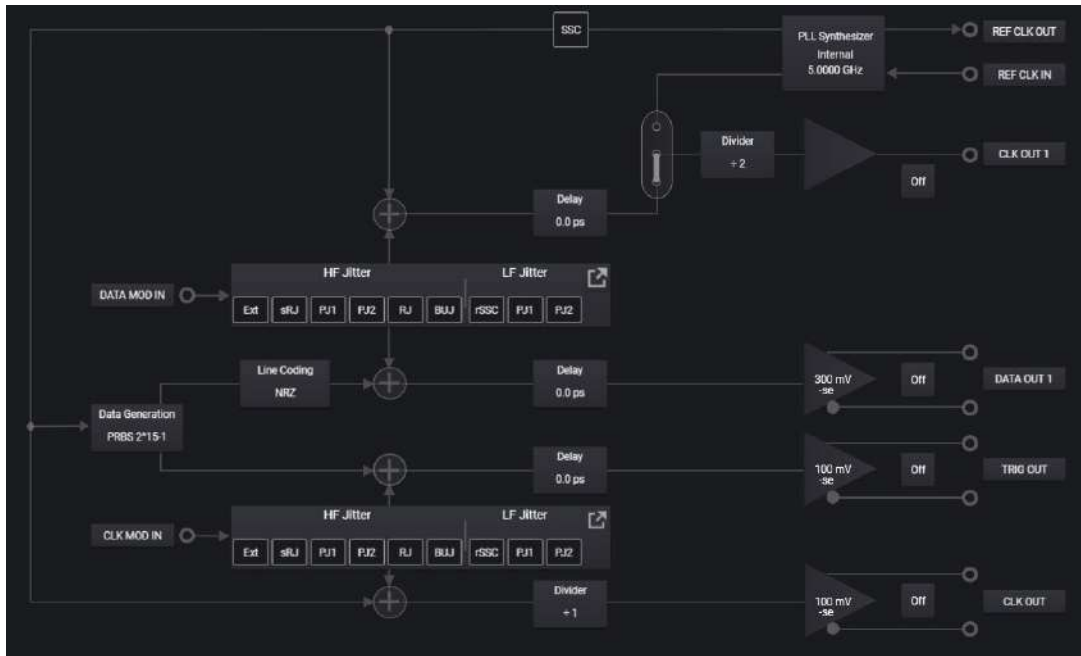 SSC
PLL Synthesizer
Internal
5.0000 GHz
REF CLK OUT
REF CLK IN
Divider
÷2
CLK OUT 1
Off
Delay
0.0 ps
HF Jitter
LF Jitter
DATA MOD IN
Ext
sRJ
PJ1
PJ2
RJ
BUJ
rSSC
PJ1
PJ2
Line Coding
NRZ
Delay
0.0 ps
300 mV
-se
Off
DATA OUT 1
Data Generation
PRBS 2^15-1
Delay
0.0 ps
100 mV
-se
Off
TRIG OUT
HF Jitter
LF Jitter
CLK MOD IN
Ext
sRJ
PJ1
PJ2
RJ
BUJ
rSSC
PJ1
PJ2
Divider
÷1
100 mV
-se
Off
CLK OUT